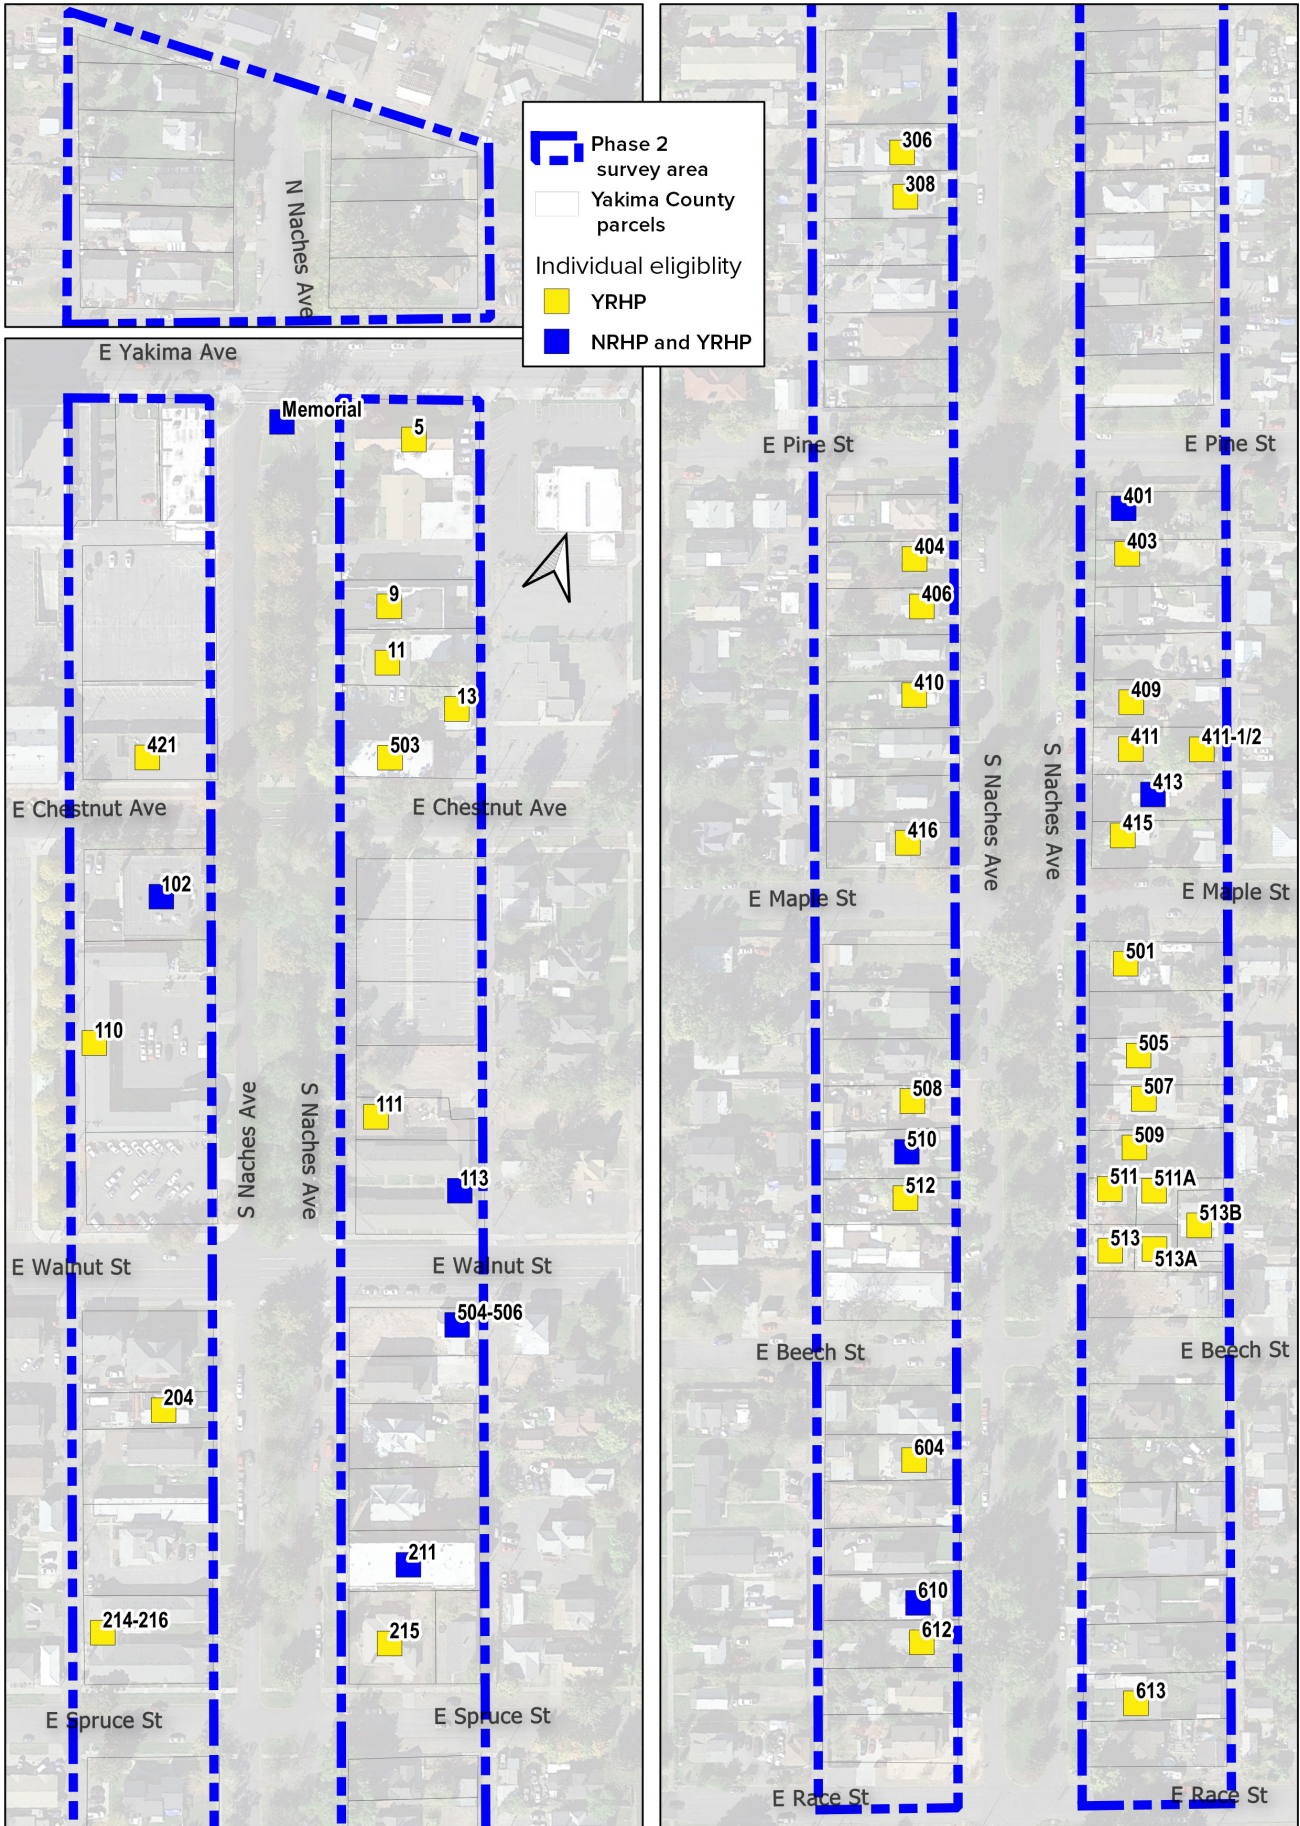 Phase 2
survey area
Yakima County
parcels
Individual eligiblity
YRHP
NRHP and YRHP
N Naches Ave
E Yakima Ave
Memorial
5
9
11
13
503
421
E Chestnut Ave
E Chestnut Ave
102
110
111
113
S Naches Ave
S Naches Ave
E Walnut St
E Walnut St
504-506
204
211
214-216
215
E Spruce St
E Spruce St
306
308
E Pine St
E Pine St
401
403
404
406
410
409
411
411-1/2
413
415
416
S Naches Ave
S Naches Ave
E Maple St
E Maple St
501
505
507
508
509
510
511
511A
512
513B
513
513A
E Beech St
E Beech St
604
610
612
613
E Race St
E Race St